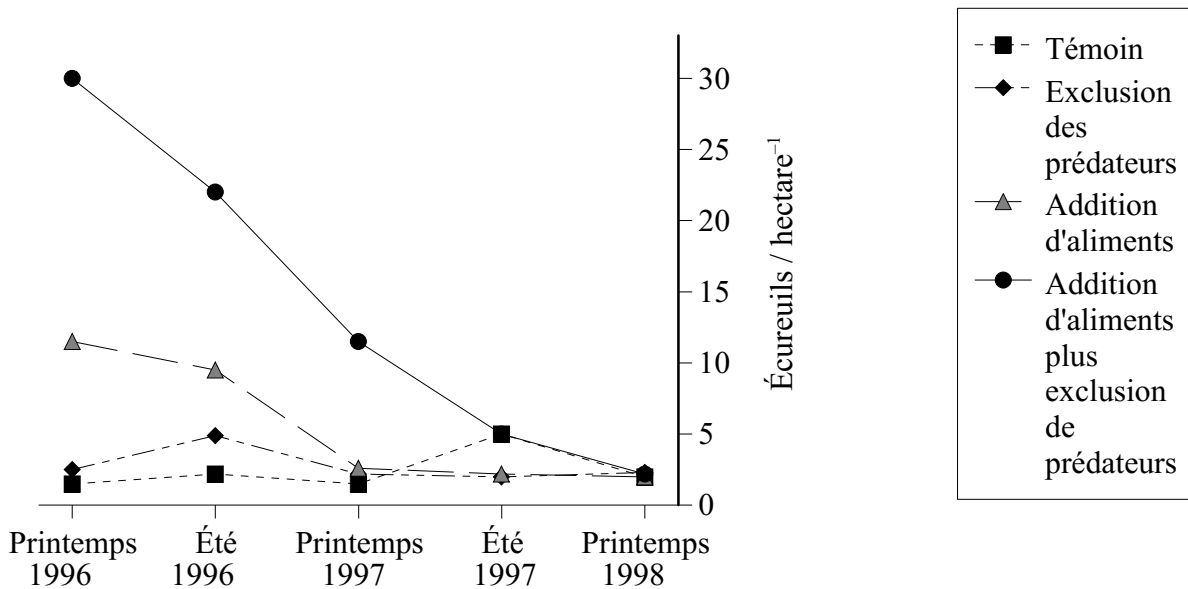 30
25
20
15
10
5
0
Écureuils / hectare⁻¹
Printemps
1996
Été
1996
Printemps
1997
Été
1997
Printemps
1998
Témoin
Exclusion
des
prédateurs
Addition
d'aliments
Addition
d'aliments
plus
exclusion
de
prédateurs